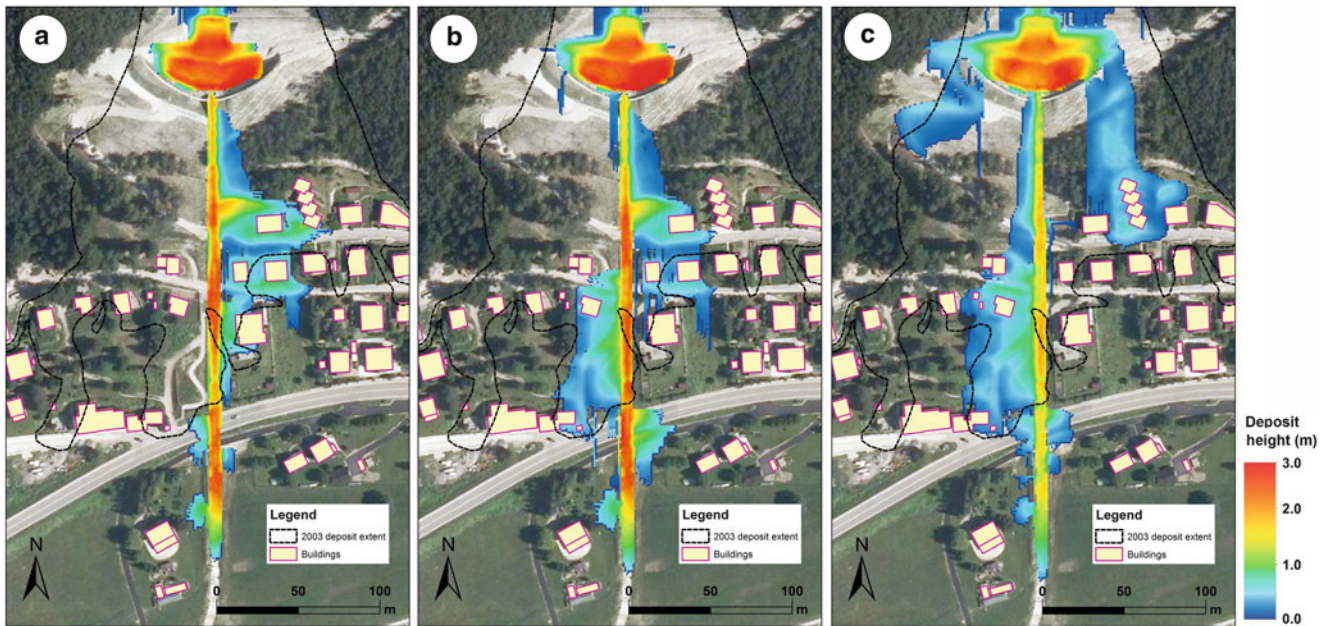 a
b
c
Legend
2003 deposit extent
Buildings
N
0 50 100
m
Legend
2003 deposit extent
Buildings
N
0 50 100
m
Legend
2003 deposit extent
Buildings
N
0 50 100
m
Deposit
height (m)
3.0
2.0
1.0
0.0